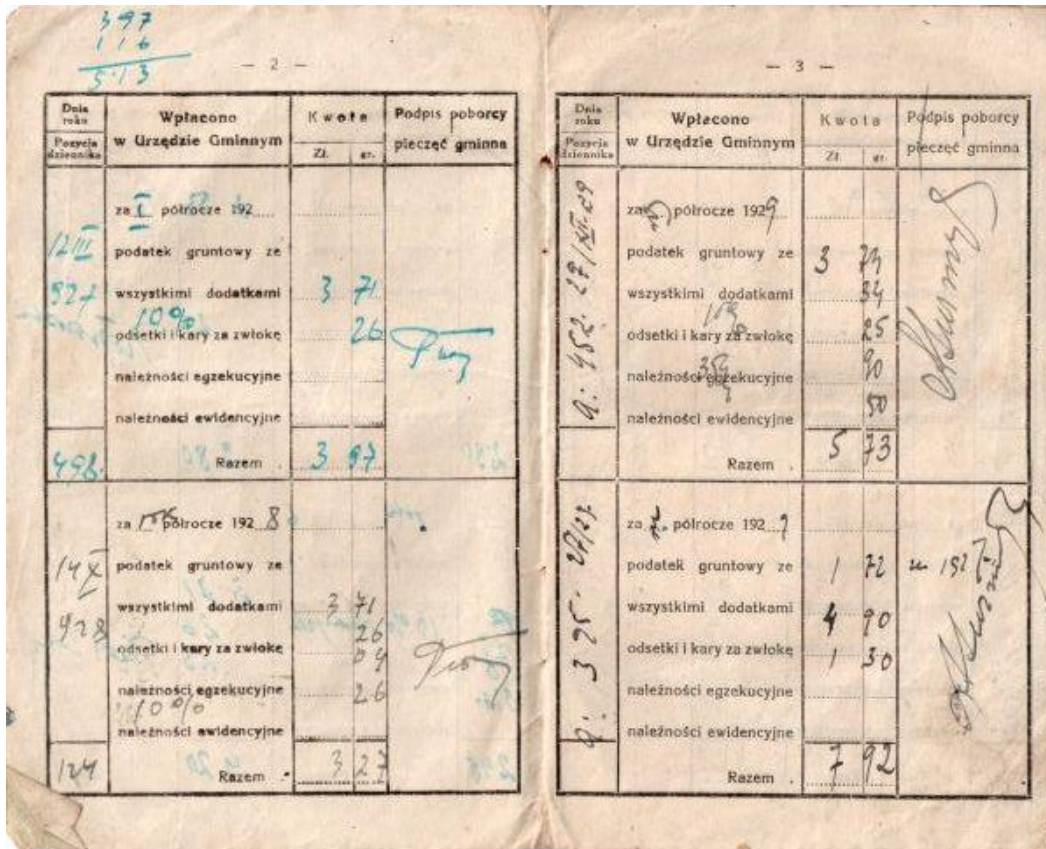 397
116
513
— 2 —
Dnia roku
Pozycja dziennika
Wpłacono w Urzędzie Gminnym
Kwota
Zł. gr.
Podpis poborcy
pieczęć gminna
za I półrocze 192
12 III
podatek gruntowy ze
927
wszystkimi dodatkami 3 71
10%
odsetki i kary za zwłokę 26
należności egzekucyjne
należności ewidencyjne
498. Razem . 3 97
za półrocze 192 8
14 X
podatek gruntowy ze
928
wszystkimi dodatkami 3 71
26
odsetki i kary za zwłokę 04
należności egzekucyjne 26
10%
należności ewidencyjne
124 Razem . 3 27
— 3 —
Dnia roku
Pozycja dziennika
Wpłacono w Urzędzie Gminnym
Kwota
Zł. gr.
Podpis poborcy
pieczęć gminna
za półrocze 1929
podatek gruntowy ze 3
wszystkimi dodatkami 34
odsetki i kary za zwłokę 25
należności egzekucyjne 90
należności ewidencyjne 50
Razem . 5 73
za półrocze 192
podatek gruntowy ze 1 72
wszystkimi dodatkami 4 90
odsetki i kary za zwłokę 1 30
należności egzekucyjne
należności ewidencyjne
Razem . 7 92